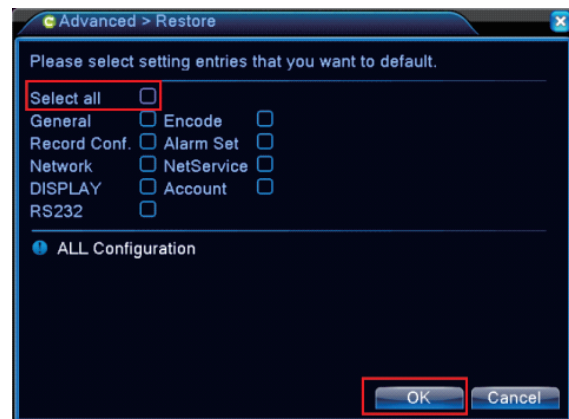 Advanced > Restore
Please select setting entries that you want to default.
Select all
General Encode
Record Conf. Alarm Set
Network NetService
DISPLAY Account
RS232
ALL Configuration
OK Cancel